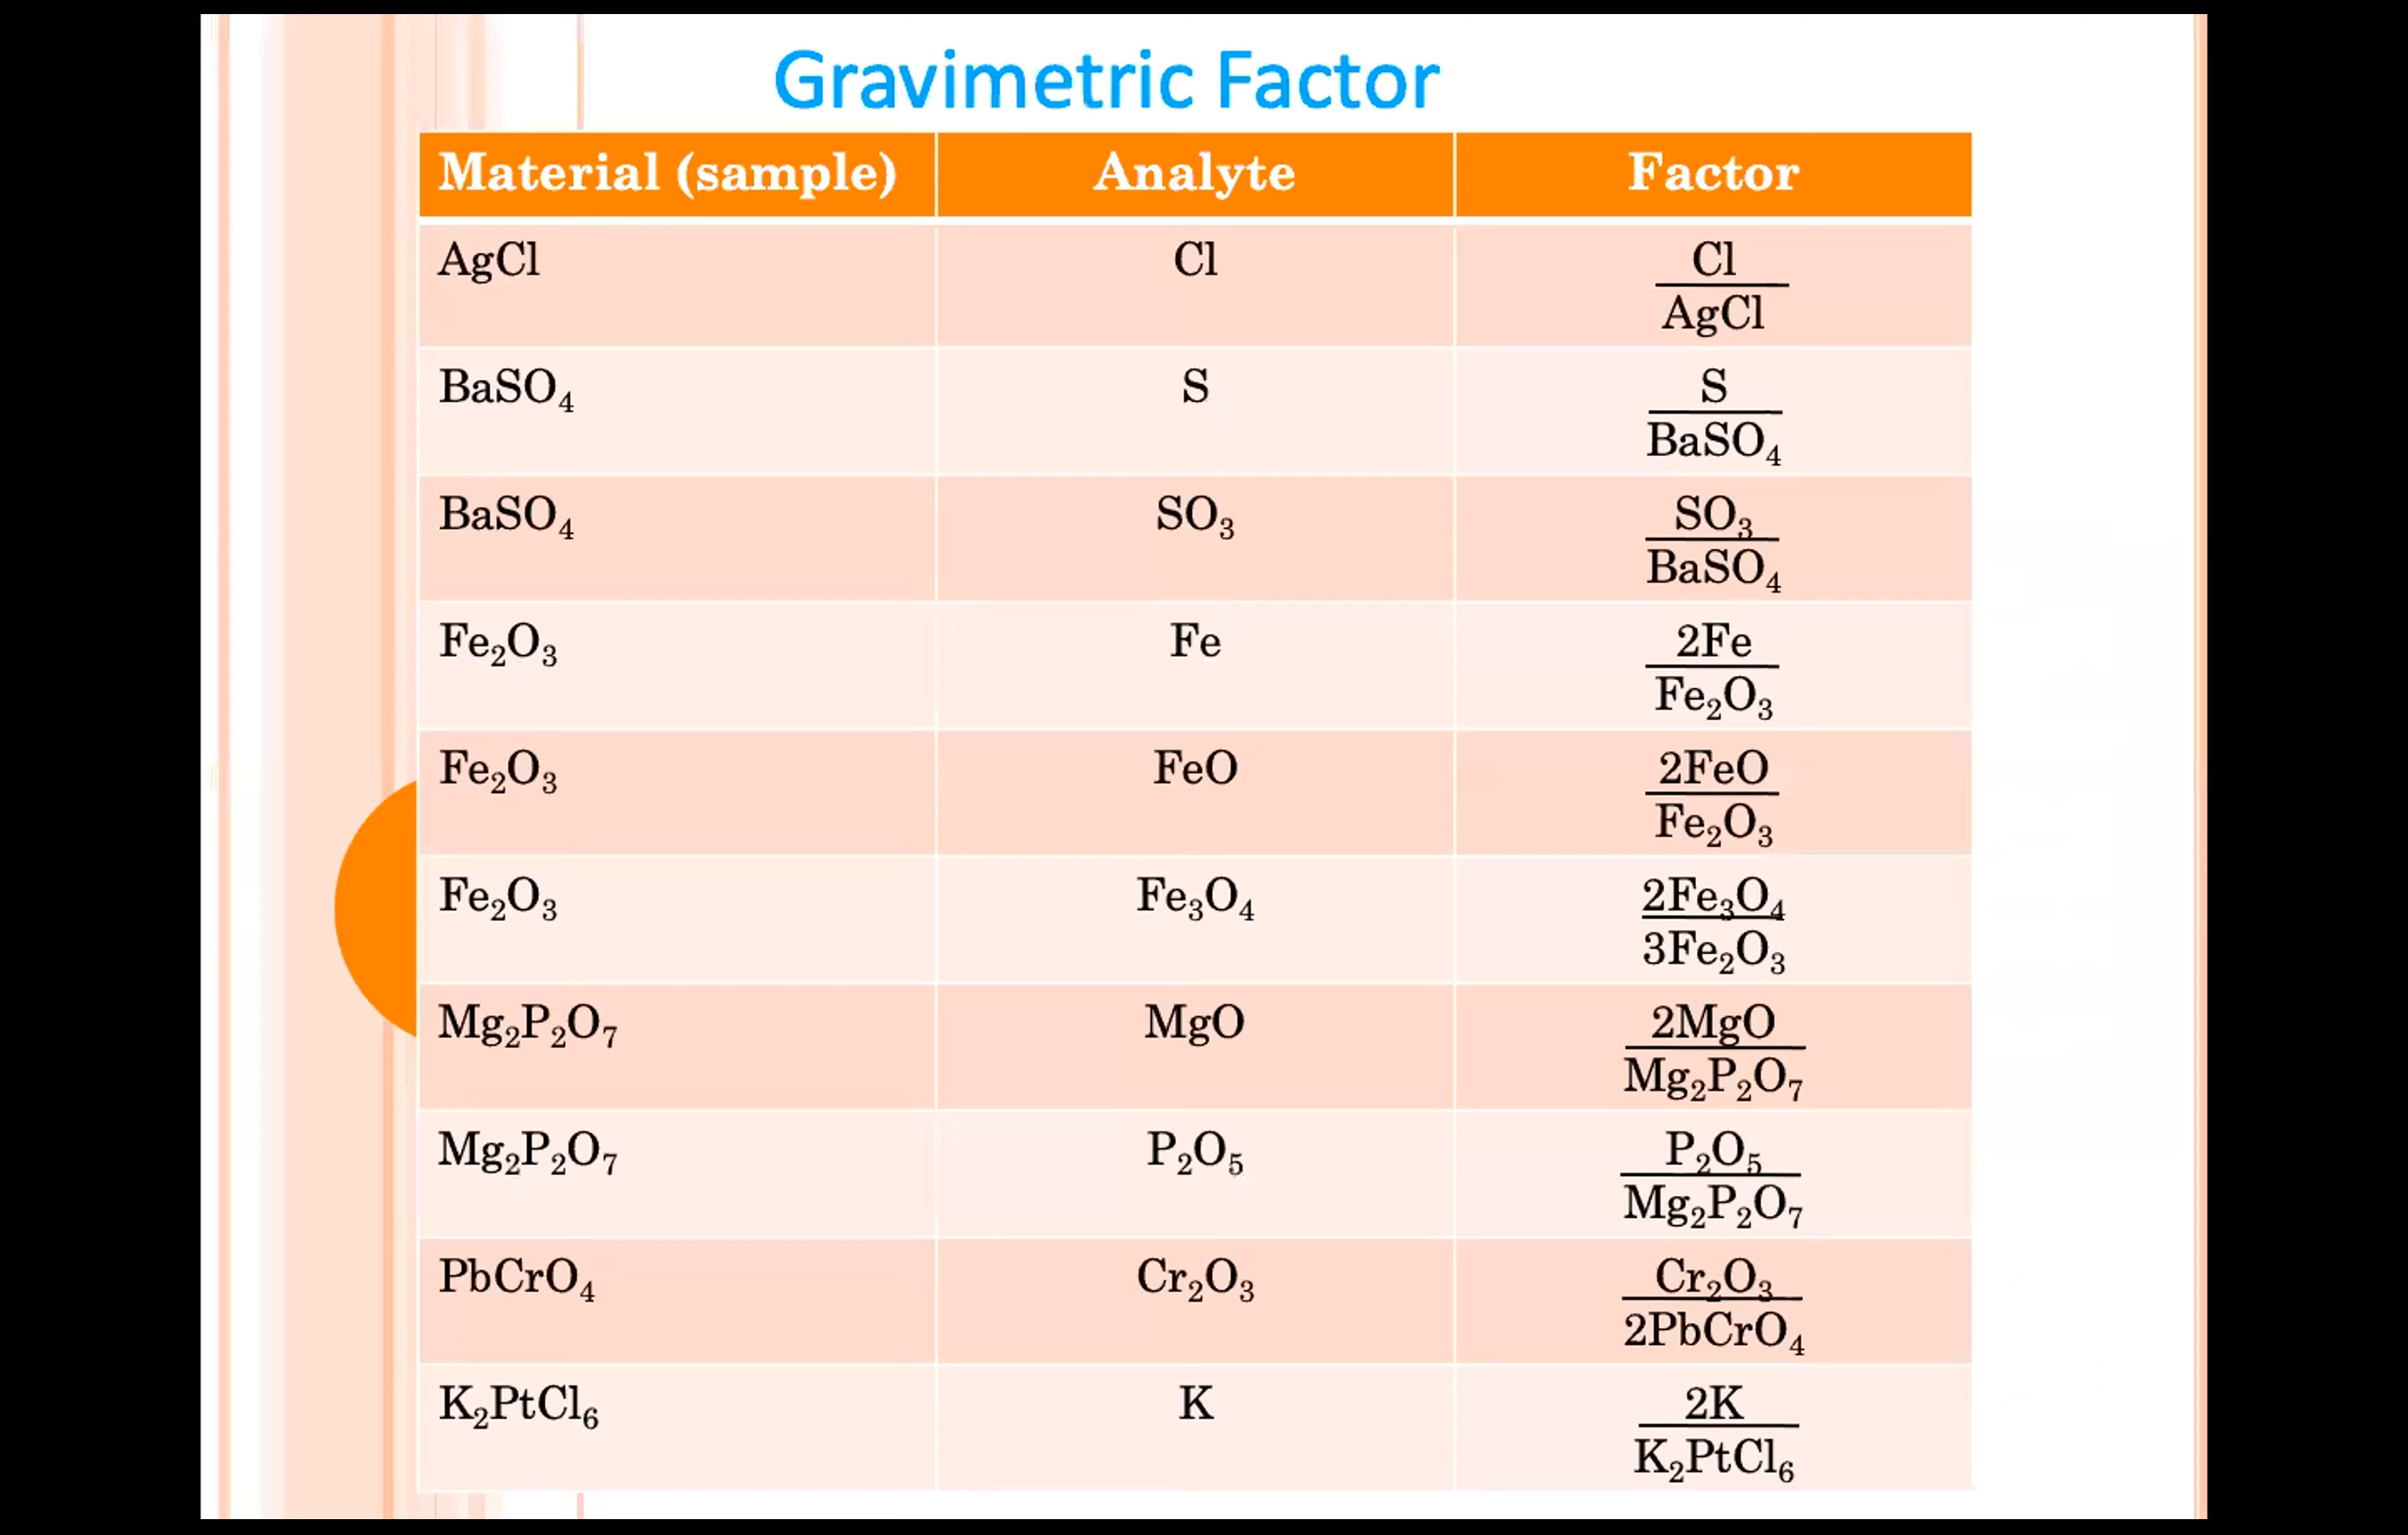 Gravimetric Factor
Material (sample) Analyte Factor
AgCl Cl Cl
AgCl
BaSO₄ S S
BaSO₄
BaSO₄ SO₃ SO₃
BaSO₄
Fe₂O₃ Fe 2Fe
Fe₂O₃
Fe₂O₃ FeO 2FeO
Fe₂O₃
Fe₂O₃ Fe₃O₄ 2Fe₃O₄
3Fe₂O₃
Mg₂P₂O₇ MgO 2MgO
Mg₂P₂O₇
Mg₂P₂O₇ P₂O₅ P₂O₅
Mg₂P₂O₇
PbCrO₄ Cr₂O₃ Cr₂O₃
2PbCrO₄
K₂PtCl₆ K 2K
K₂PtCl₆